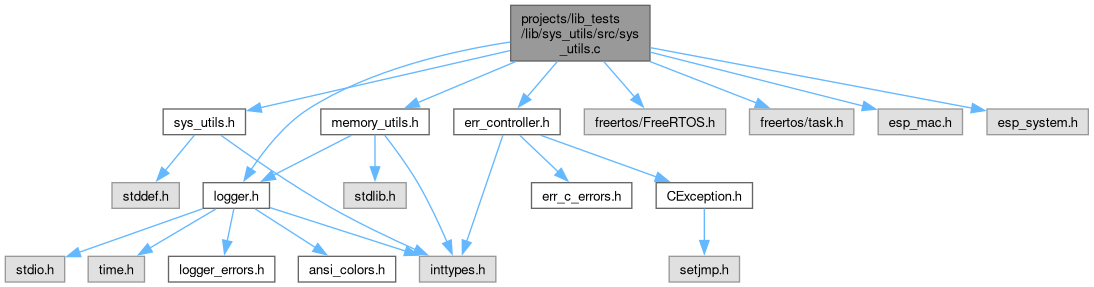 projects/lib_tests
/lib/sys_utils/src/sys
_utils.c
sys_utils.h
memory_utils.h
err_controller.h
freertos/FreeRTOS.h
freertos/task.h
esp_mac.h
esp_system.h
stddef.h
logger.h
stdlib.h
err_c_errors.h
CException.h
stdio.h
time.h
logger_errors.h
ansi_colors.h
inttypes.h
setjmp.h